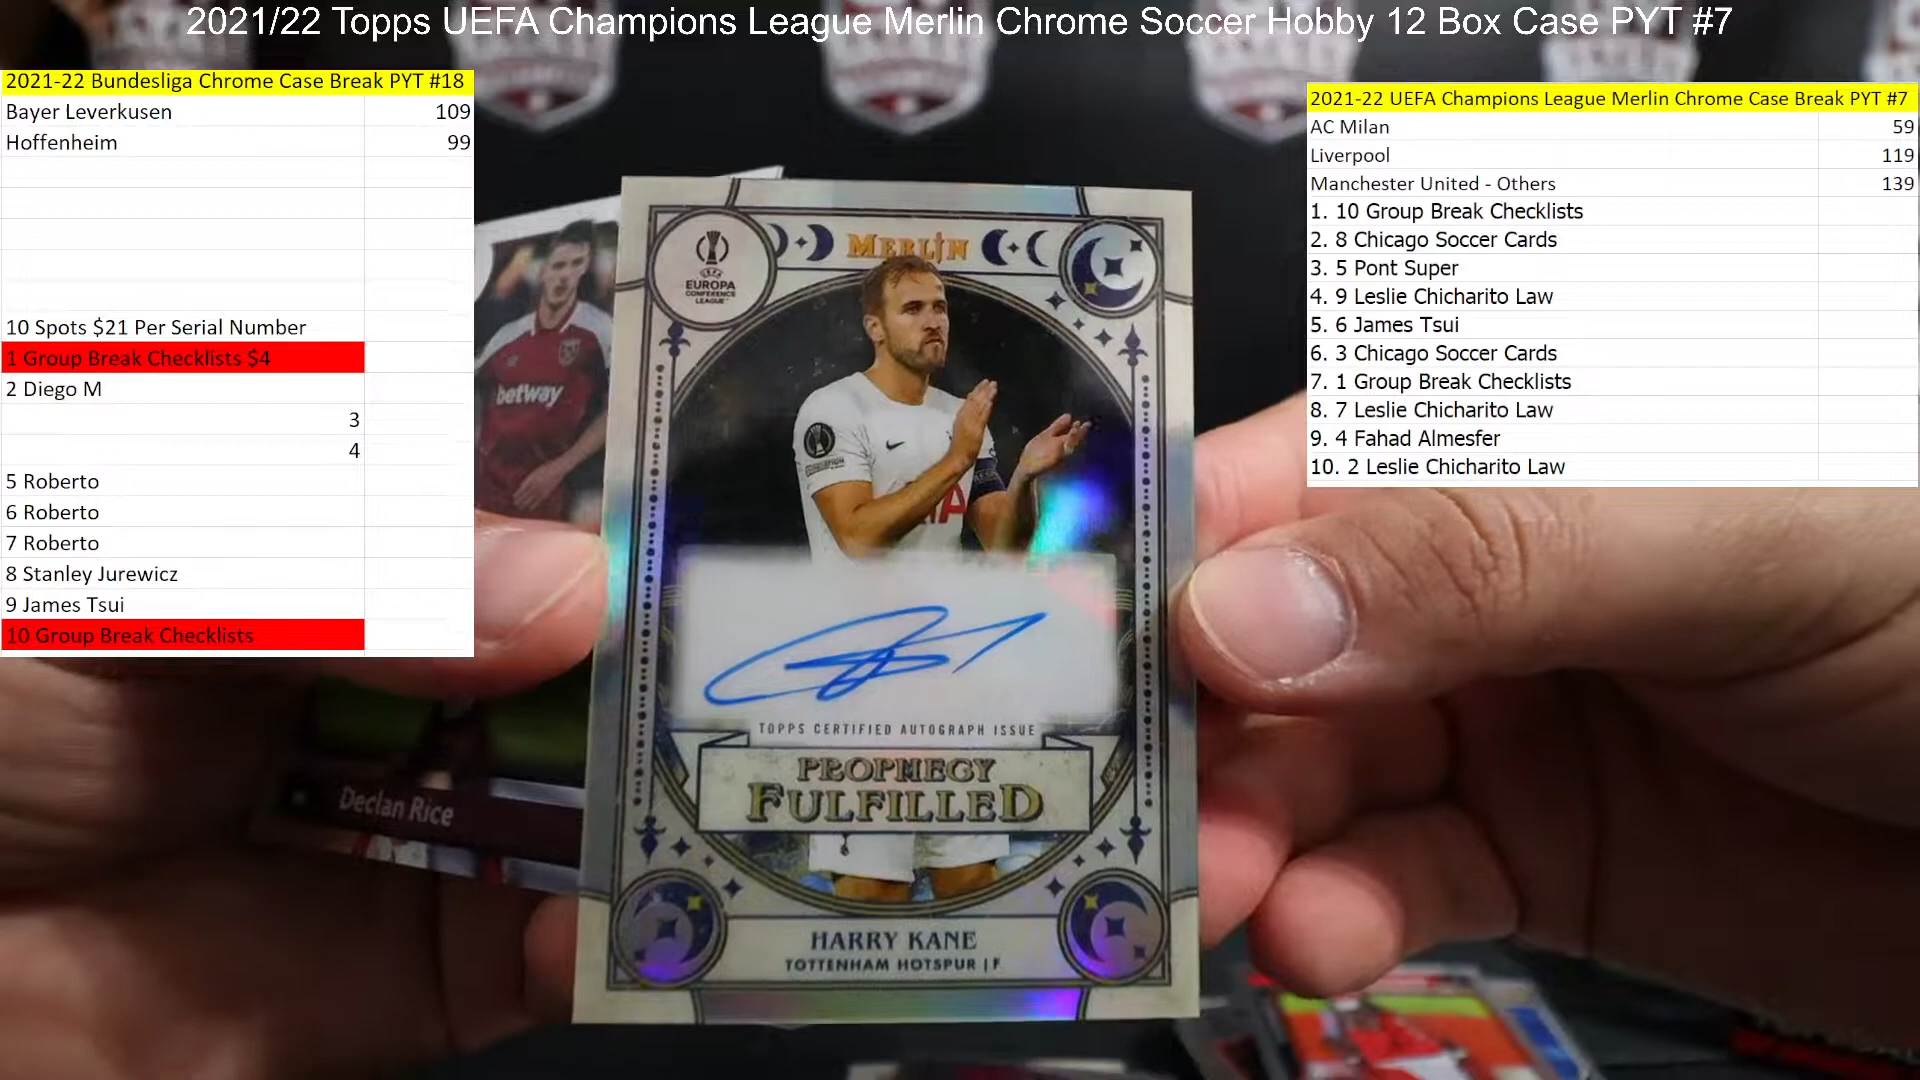 2021/22 Topps UEFA Champions League Merlin Chrome Soccer Hobby 12 Box Case PYT #7
2021-22 Bundesliga Chrome Case Break PYT #18
Bayer Leverkusen 109
Hoffenheim 99
10 Spots $21 Per Serial Number
1 Group Break Checklists $4
2 Diego M
3
4
5 Roberto
6 Roberto
7 Roberto
8 Stanley Jurewicz
9 James Tsui
10 Group Break Checklists
2021-22 UEFA Champions League Merlin Chrome Case Break PYT #7
AC Milan 59
Liverpool 119
Manchester United - Others 139
1. 10 Group Break Checklists
2. 8 Chicago Soccer Cards
3. 5 Pont Super
4. 9 Leslie Chicharito Law
5. 6 James Tsui
6. 3 Chicago Soccer Cards
7. 1 Group Break Checklists
8. 7 Leslie Chicharito Law
9. 4 Fahad Almesfer
10. 2 Leslie Chicharito Law
MERLIN
UEFA
EUROPA
CONFERENCE
LEAGUE
betway
TOPPS CERTIFIED AUTOGRAPH ISSUE
PROPHECY
FULFILLED
HARRY KANE
TOTTENHAM HOTSPUR | F
Declan Rice